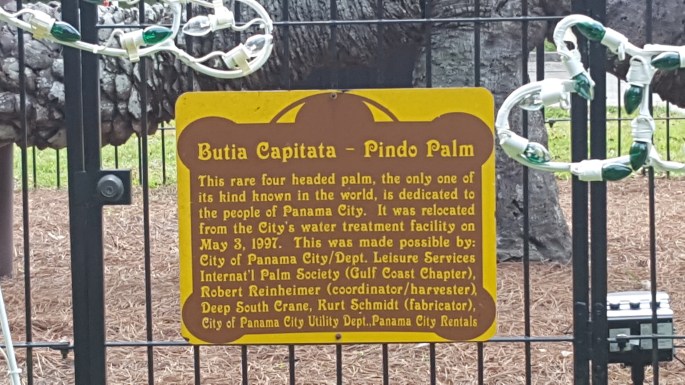 Butia Capitata - Pindo Palm
This rare four headed palm, the only one of
its kind known in the world, is dedicated to
the people of Panama City. It was relocated
from the City's water treatment facility on
May 3, 1997. This was made possible by:
City of Panama City/Dept. Leisure Services
Internat'l Palm Society (Gulf Coast Chapter),
Robert Reinheimer (coordinator/harvester)
Deep South Crane, Kurt Schmidt (fabricator),
City of Panama City Utility Dept.,Panama City Rentals